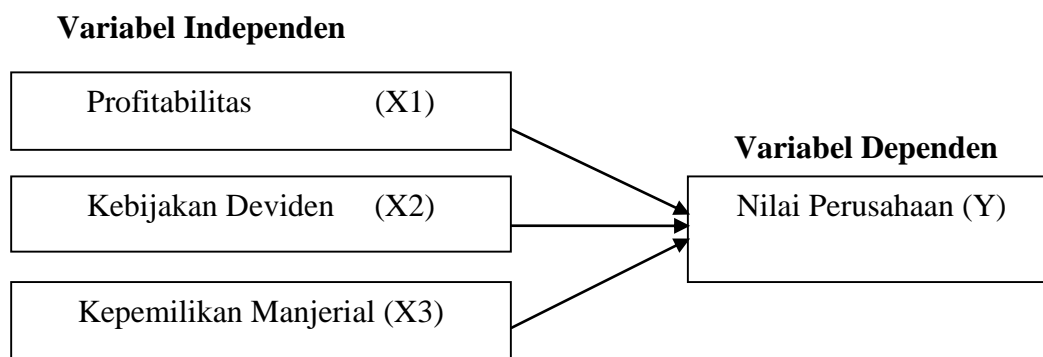 Variabel Independen
Profitabilitas (X1)
Variabel Dependen
Kebijakan Deviden (X2)
Nilai Perusahaan (Y)
Kepemilikan Manjerial (X3)